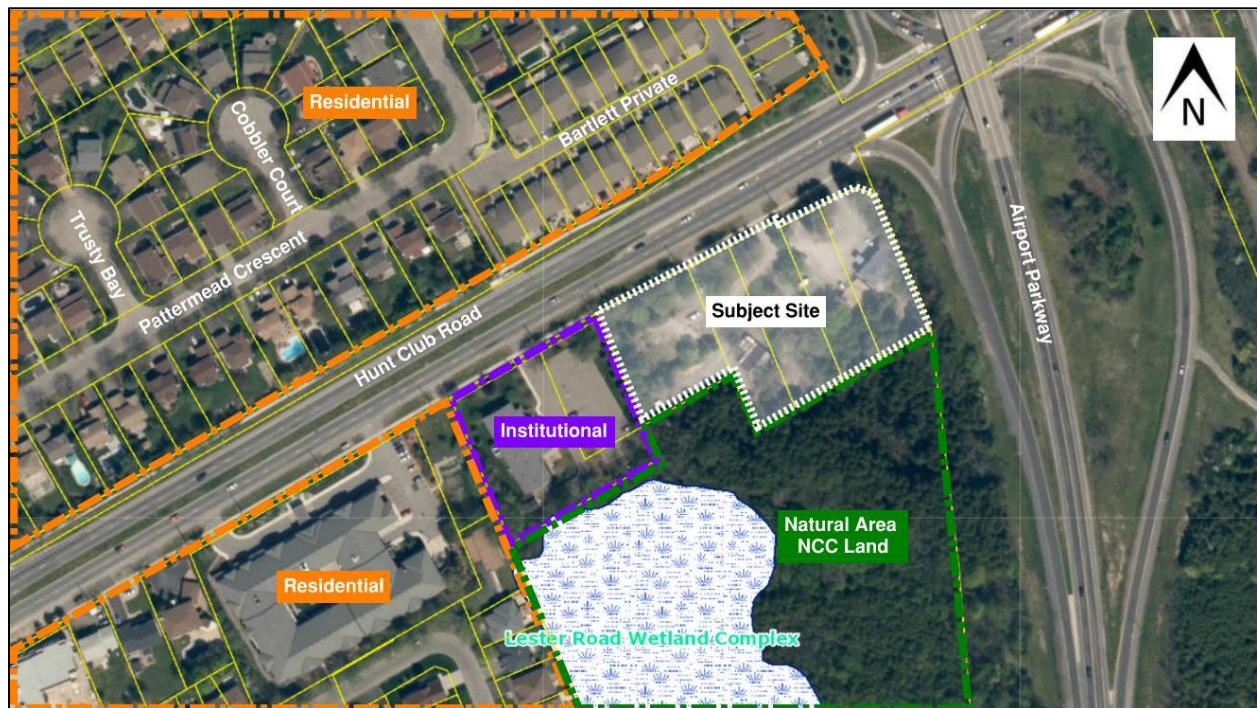 Residential
Bartlett Private
Cobbler Court
N
Trusty Bay
Pattermead Crescent
Airport Parkway
Subject Site
Hunt Club Road
Institutional
Natural Area
NCC Land
Residential
Lester Road Wetland Complex